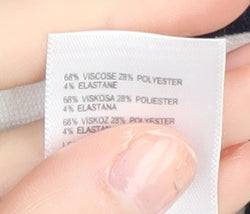 68% VISCOSE 28% POLYESTER
4% ELASTANE
68% VISKOSA 28% POLIESTER
4% ELASTANA
68% VISKOZ 28% POLYESTER
4% ELASTAN